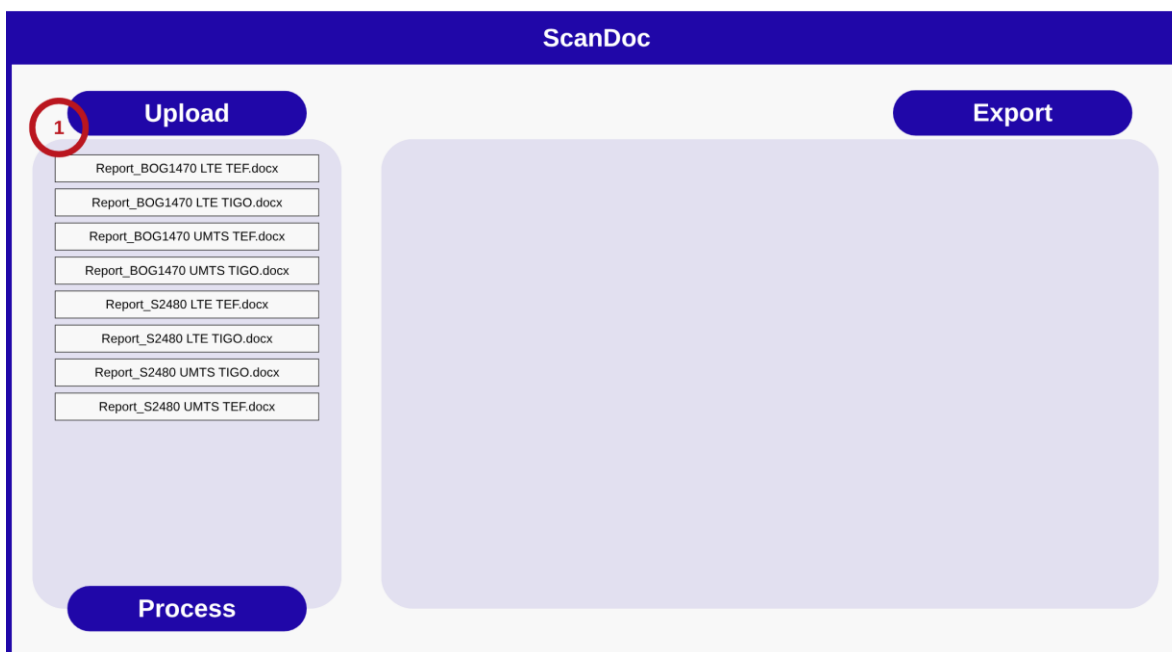 ScanDoc
Upload
Export
1
Report_BOG1470 LTE TEF.docx
Report_BOG1470 LTE TIGO.docx
Report_BOG1470 UMTS TEF.docx
Report_BOG1470 UMTS TIGO.docx
Report_S2480 LTE TEF.docx
Report_S2480 LTE TIGO.docx
Report_S2480 UMTS TIGO.docx
Report_S2480 UMTS TEF.docx
Process